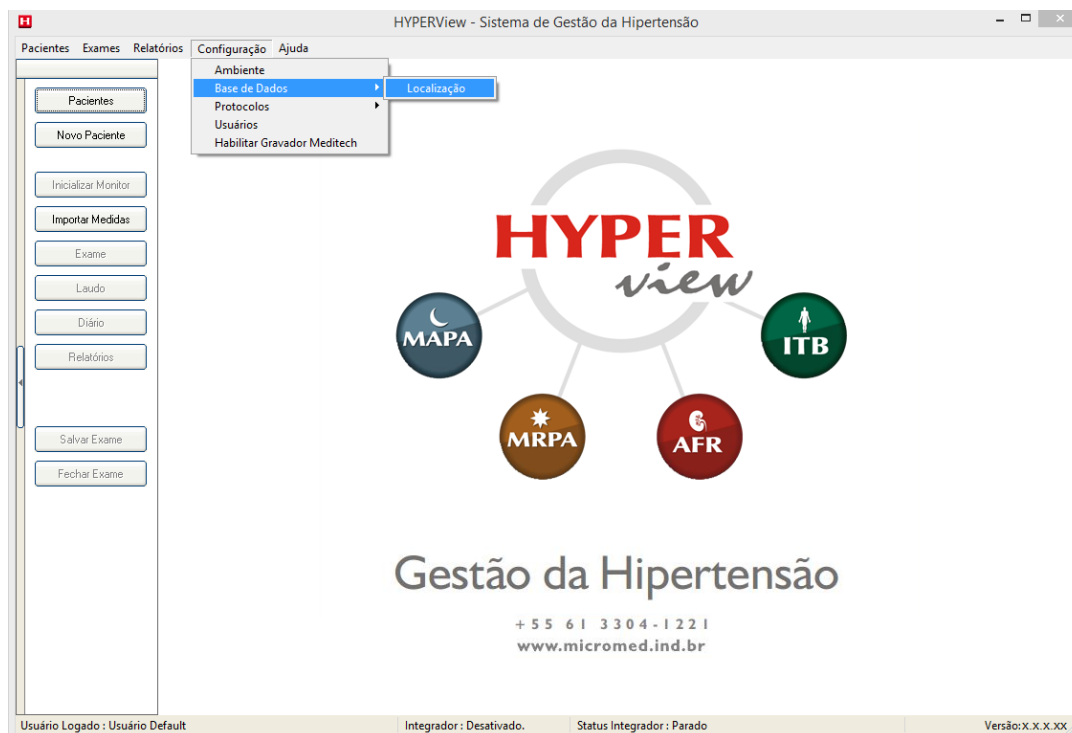 HYPERView - Sistema de Gestão da Hipertensão
Pacientes Exames Relatórios Configuração Ajuda
Ambiente
Base de Dados
Localização
Protocolos
Usuários
Habilitar Gravador Meditech
Pacientes
Novo Paciente
Inicializar Monitor
Importar Medidas
Exame
Laudo
Diário
Relatórios
Salvar Exame
Fechar Exame
HYPER
view
MAPA
ITB
MRPA
AFR
Gestão da Hipertensão
+55 61 3304-1221
www.micromed.ind.br
Usuário Logado : Usuário Default Integrador : Desativado. Status Integrador : Parado Versão:X.X.X.XX